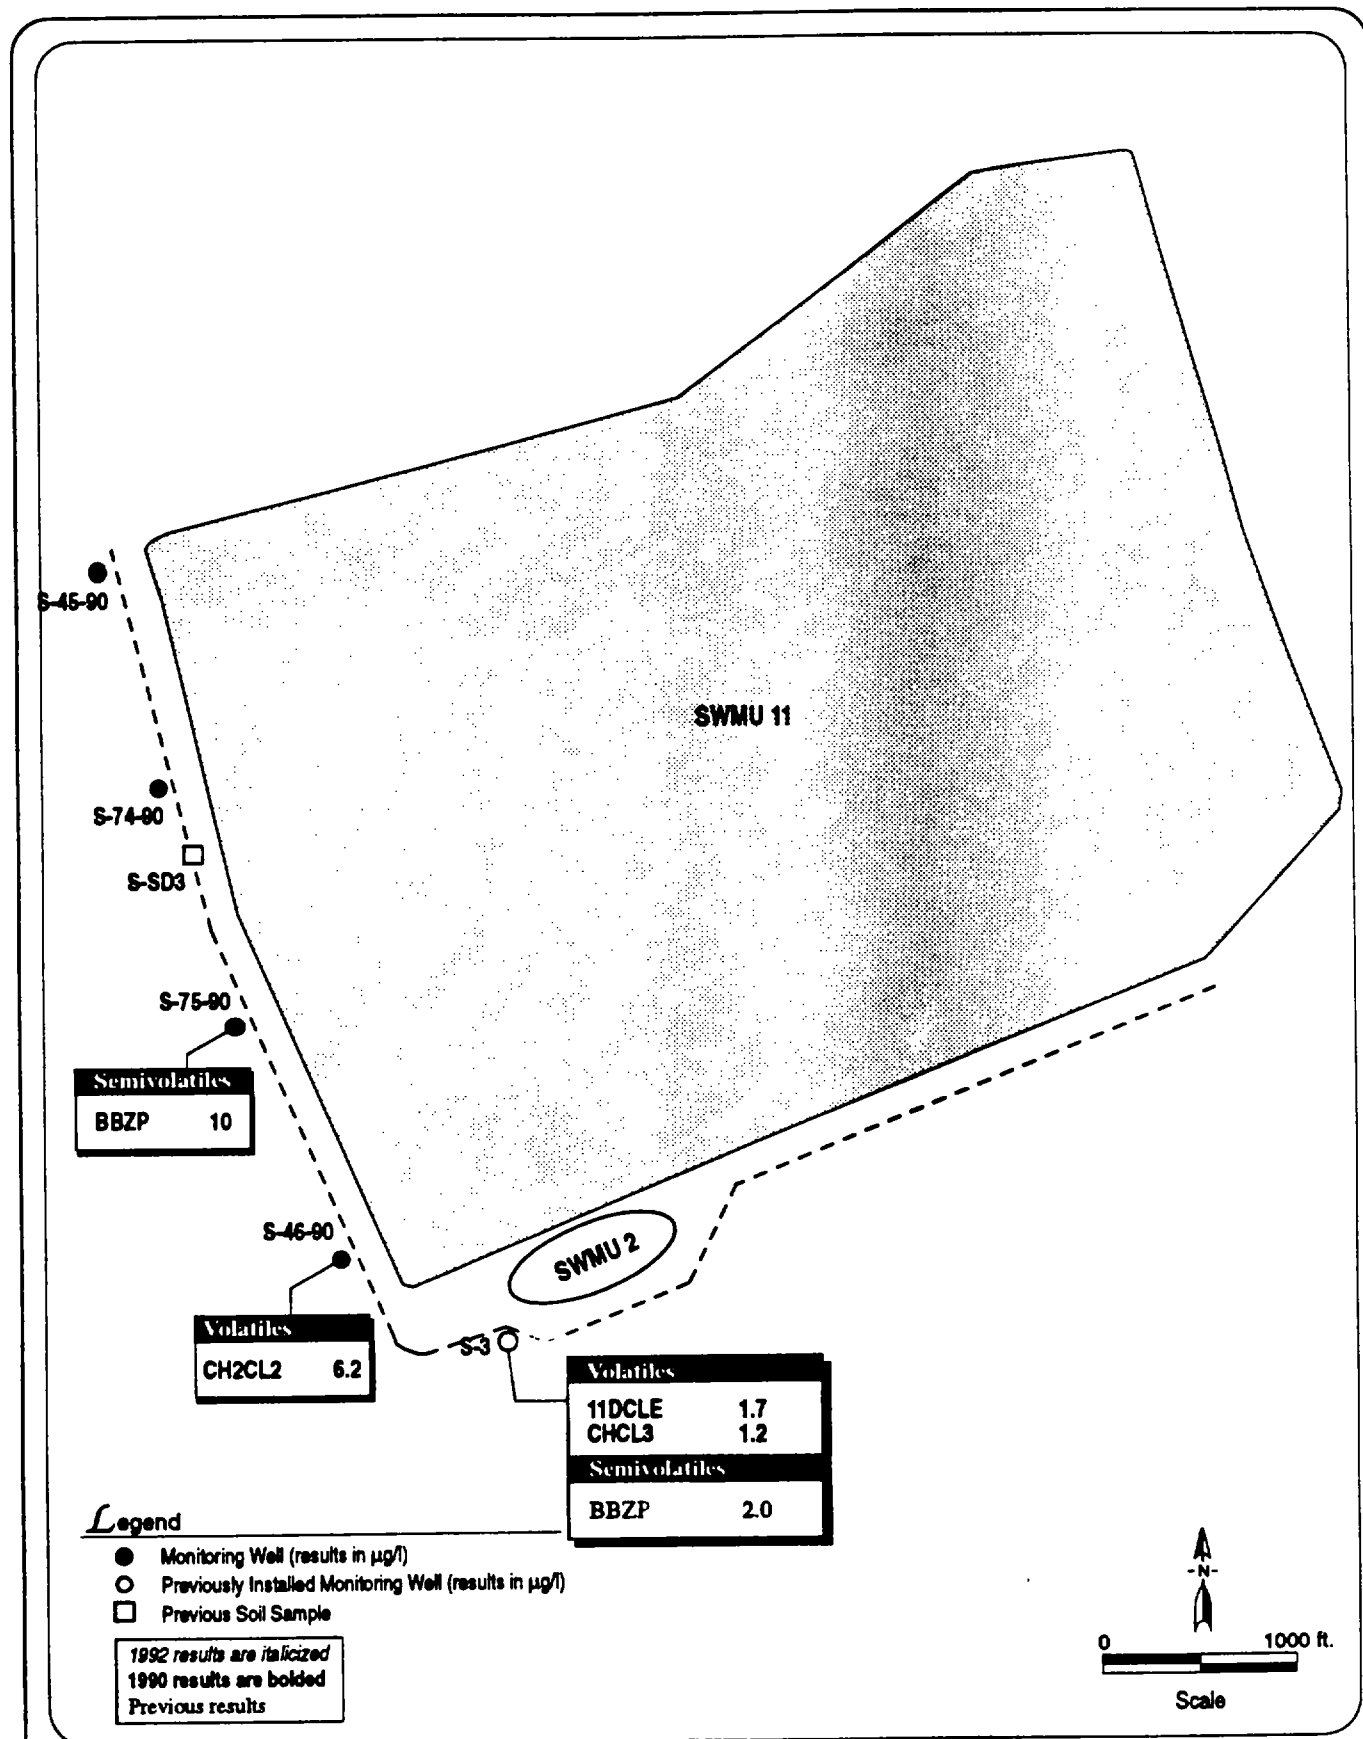 S-45-90
SWMU 11
S-74-90
S-SD3
S-75-90
Semivolatiles
BBZP 10
S-46-90
SWMU 2
Volatiles
CH2CL2 6.2
S-3
Volatiles
11DCLE 1.7
CHCL3 1.2
Semivolatiles
BBZP 2.0
Legend
Monitoring Well (results in µg/l)
Previously Installed Monitoring Well (results in µg/l)
Previous Soil Sample
1992 results are italicized
1990 results are bolded
Previous results
-N-
0 1000 ft.
Scale